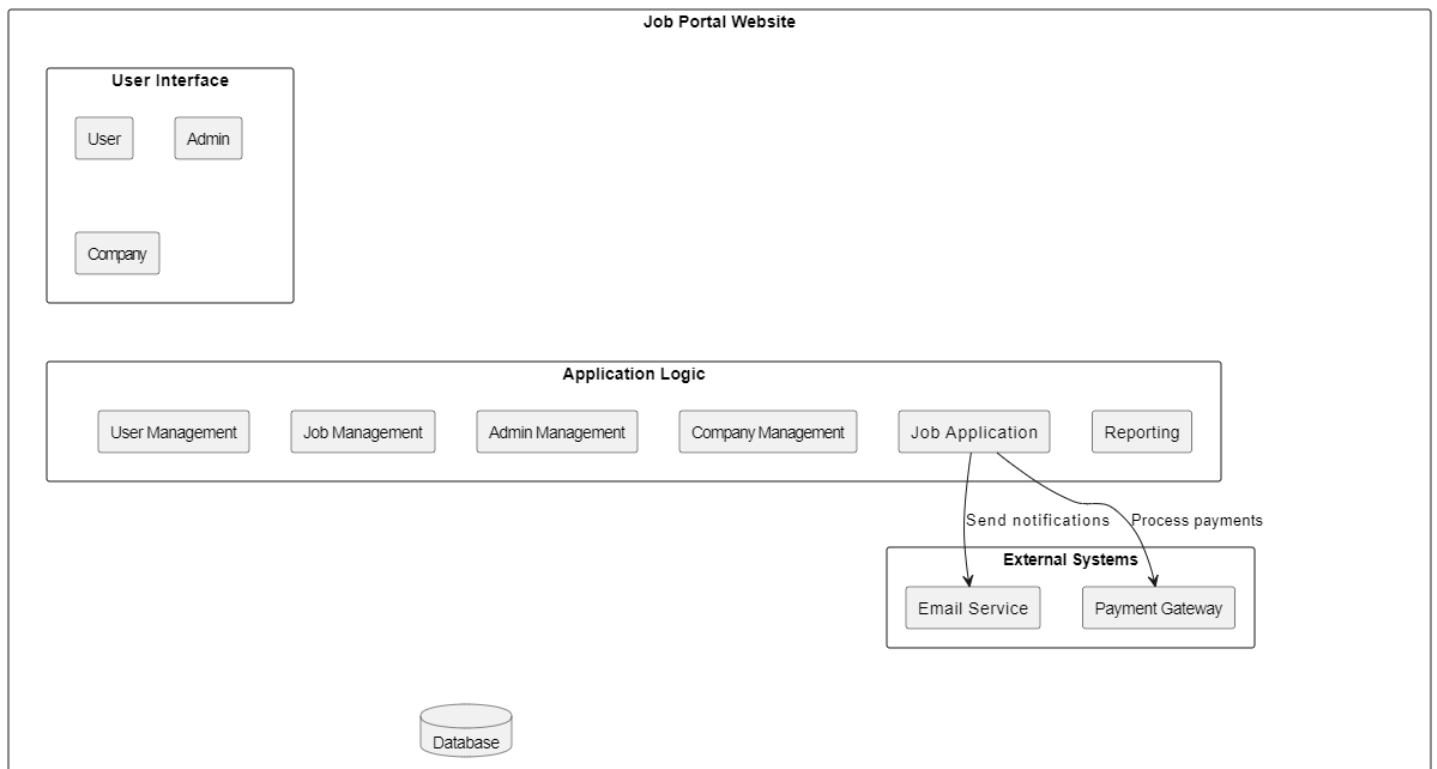 Job Portal Website
User Interface
User
Admin
Company
Application Logic
User Management
Job Management
Admin Management
Company Management
Job Application
Reporting
Send notifications
Process payments
External Systems
Email Service
Payment Gateway
Database